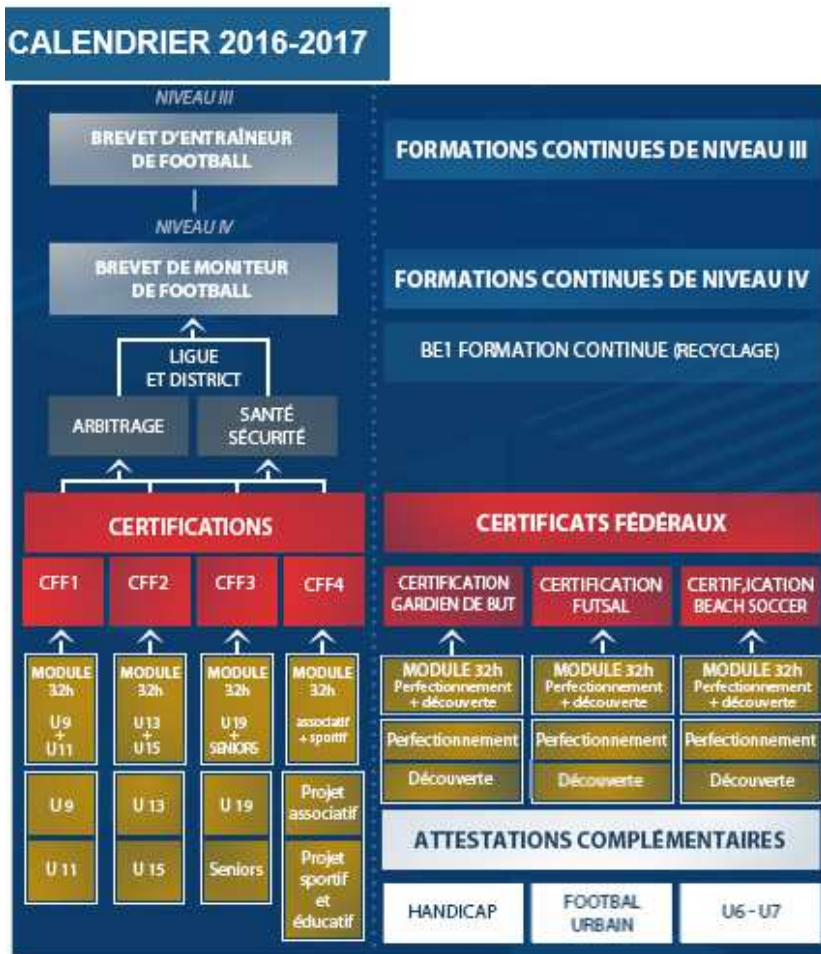 CALENDRIER 2016-2017
NIVEAU III
BREVET D'ENTRAÎNEUR
DE FOOTBALL
NIVEAU IV
BREVET DE MONITEUR
DE FOOTBALL
LIGUE
ET DISTRICT
ARBITRAGE
SANTÉ
SÉCURITÉ
CERTIFICATIONS
CFF1
CFF2
CFF3
CFF4
MODULE
32h
U9
+
U11
MODULE
32h
U13
+
U15
MODULE
32h
U19
+
SENIORS
MODULE
32h
associatif
+ sportif
U 9
U 13
U 19
Projet
associatif
U 11
U 15
Seniors
Projet
sportif
et
éducatif
FORMATIONS CONTINUES DE NIVEAU III
FORMATIONS CONTINUES DE NIVEAU IV
BE1 FORMATION CONTINUE (RECYCLAGE)
CERTIFICATS FÉDÉRAUX
CERTIFICATION
GARDIEN DE BUT
CERTIFICATION
FUTSAL
CERTIF,ICATION
BEACH SOCCER
MODULE 32h
Perfectionnement
+ découverte
MODULE 32h
Perfectionnement
+ découverte
MODULE 32h
Perfectionnement
+ découverte
Perfectionnement
Perfectionnement
Perfectionnement
Découverte
Découverte
Découverte
ATTESTATIONS COMPLÉMENTAIRES
HANDICAP
FOOTBAL
URBAIN
U6 - U7